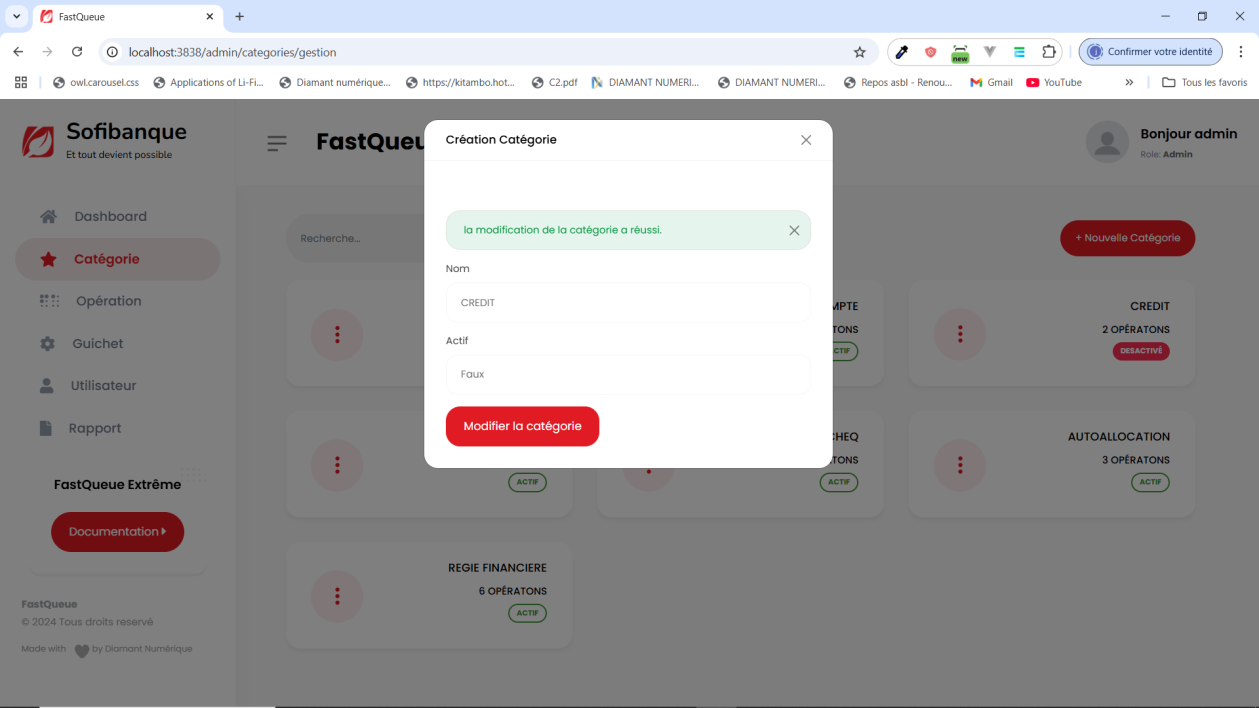 FastQueue
localhost:3838/admin/categories/gestion
new
Confirmer votre identité
owl.carousel.css
Applications of Li-Fi...
Diamant numérique...
https://kitambo.hot...
C2.pdf
DIAMANT NUMERI...
DIAMANT NUMERI...
Repos asbl - Renou...
Gmail
YouTube
»
Tous les favoris
Sofibanque
Et tout devient possible
Dashboard
Catégorie
Opération
Guichet
Utilisateur
Rapport
FastQueue Extrême
Documentation
FastQueue
© 2024 Tous droits reservé
Made with by Diamant Numérique
FastQueu
Bonjour admin
Role: Admin
Recherche...
+ Nouvelle Catégorie
Création Catégorie
la modification de la catégorie a réussi.
Nom
CREDIT
Actif
Faux
Modifier la catégorie
MPTE
TONS
CTIF
CREDIT
2 OPÉRATONS
DESACTIVÉ
ACTIF
CHEQ
TONS
ACTIF
AUTOALLOCATION
3 OPÉRATONS
ACTIF
REGIE FINANCIERE
6 OPÉRATONS
ACTIF